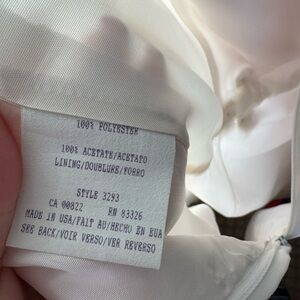 100% POLYESTER
100% ACETATE/ACETATO
LINING/DOUBLURE/FORRO
STYLE 3293
CA 00822 RN 83326
MADE IN USA/FAIT AU/HECHO EN EUA
SEE BACK/VOIR VERSO/VER REVERSO